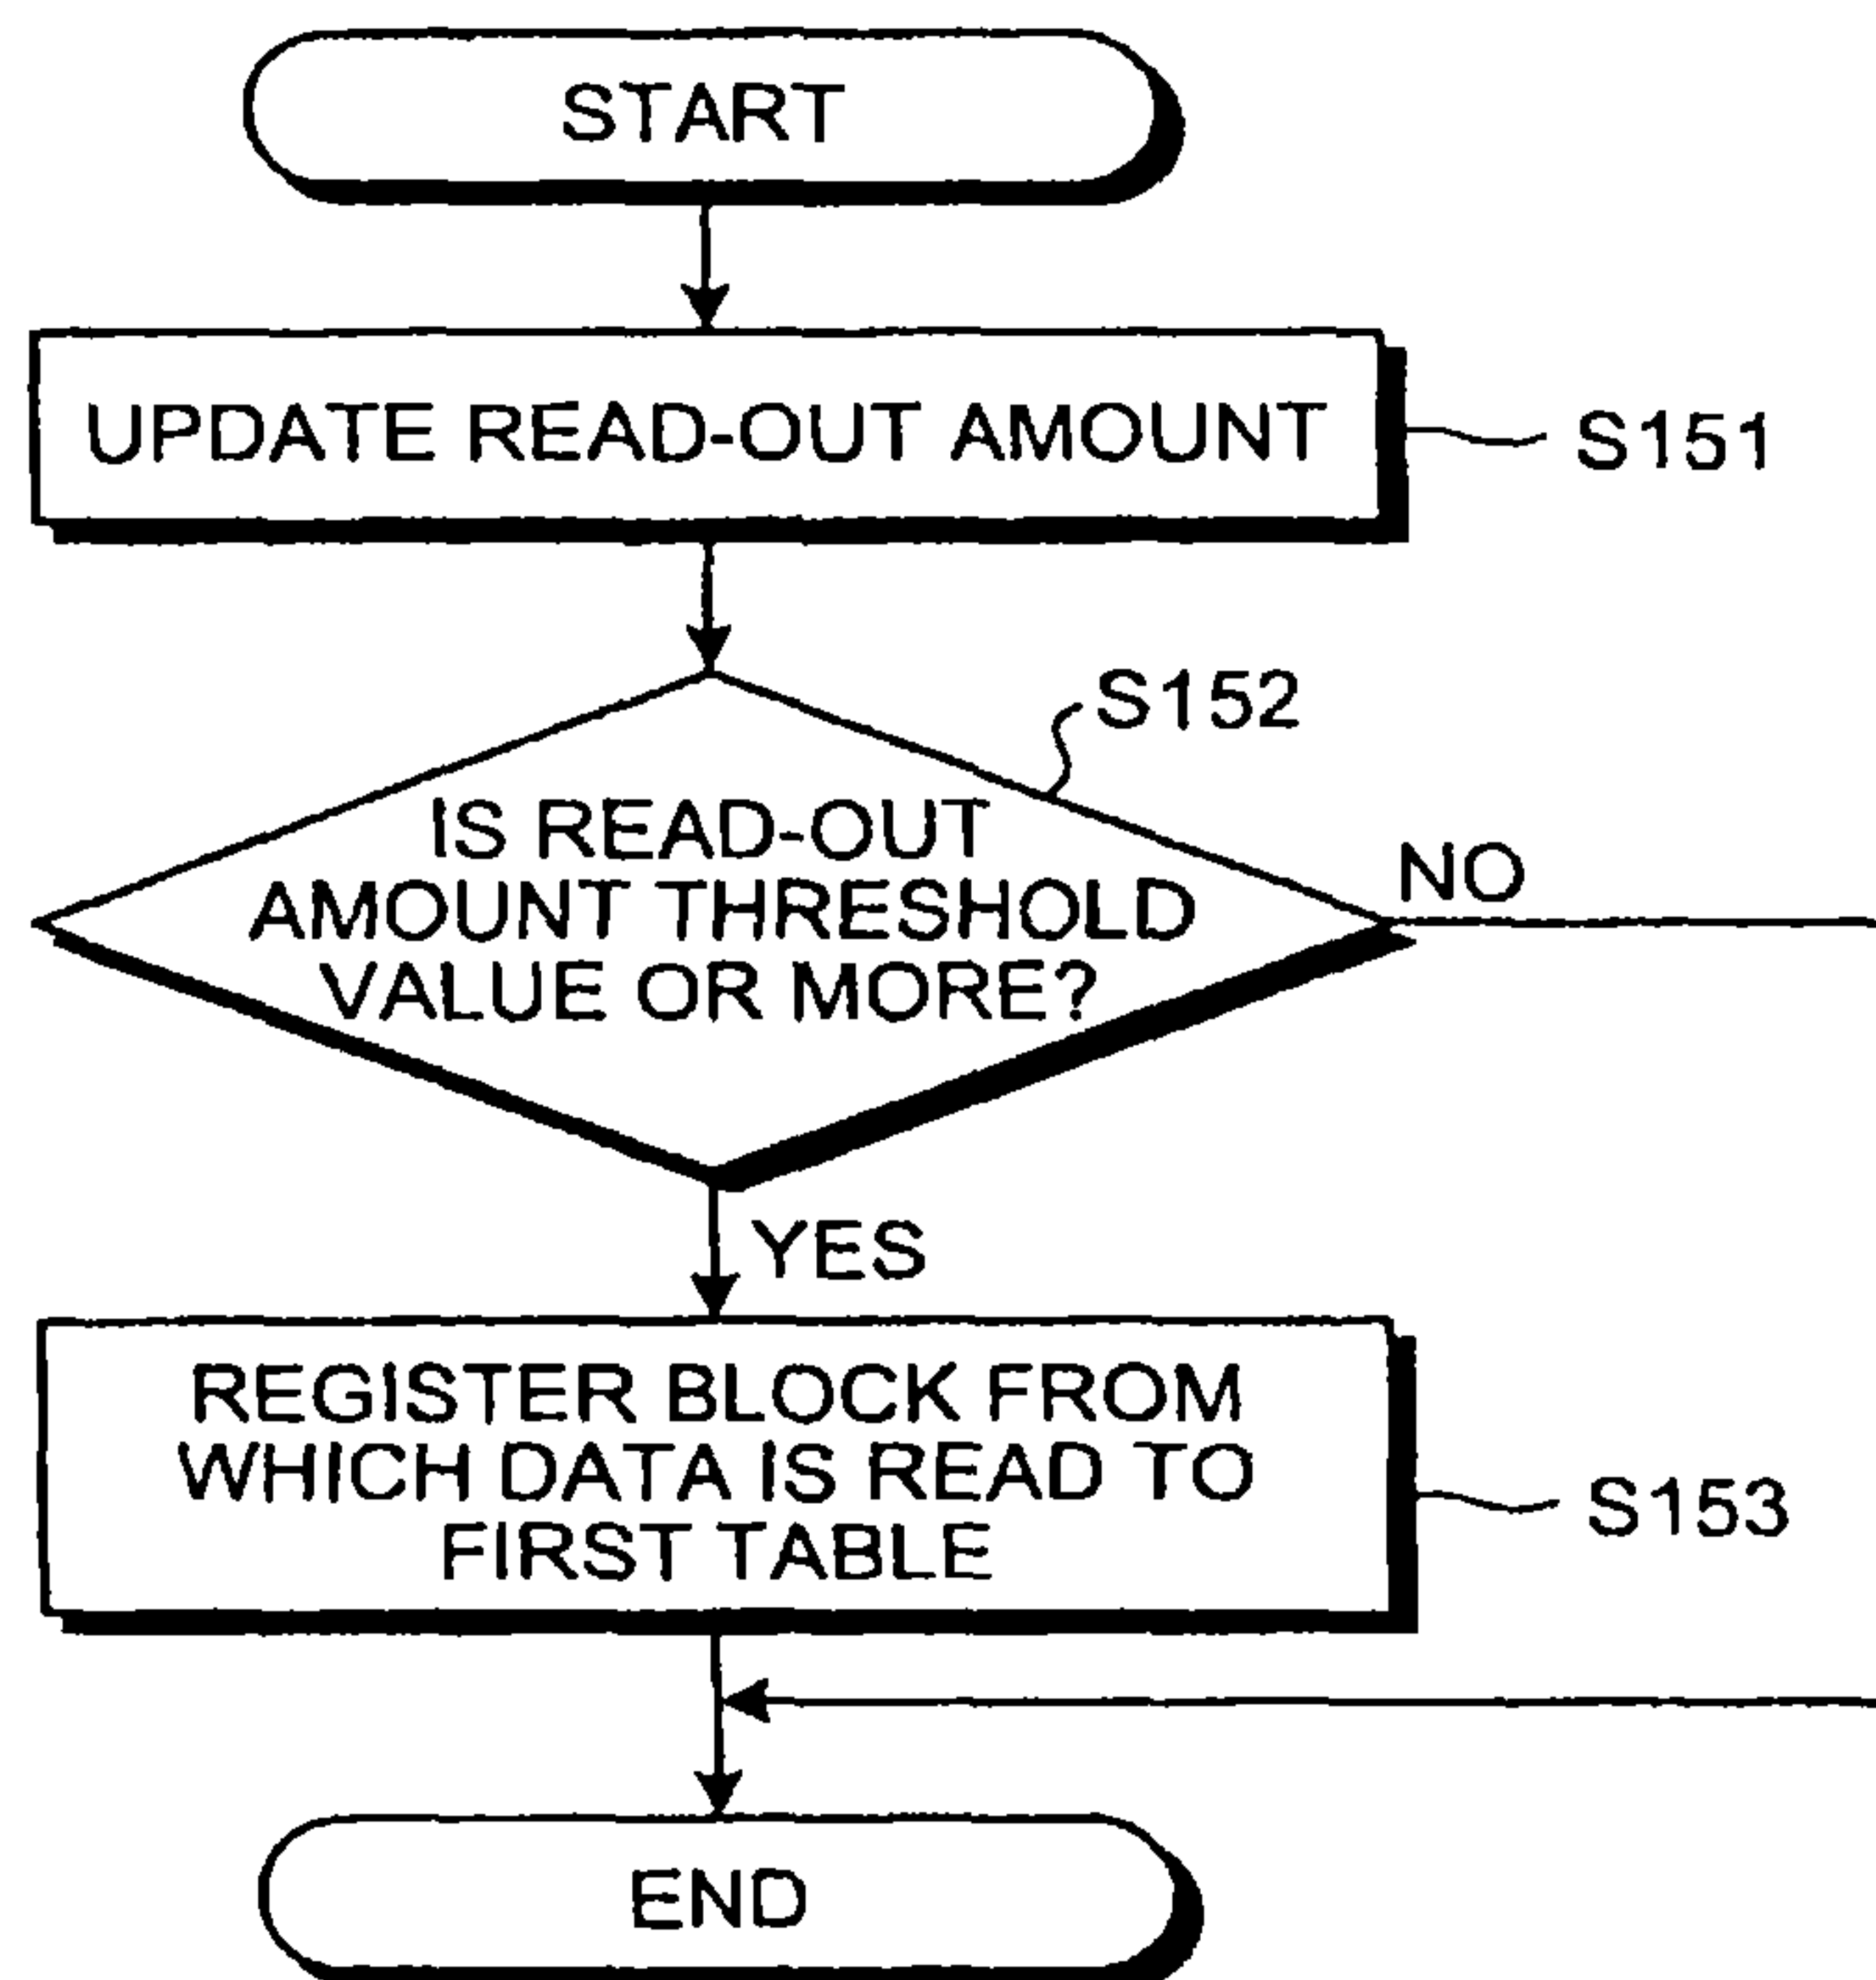 START
UPDATE READ-OUT AMOUNT
S151
S152
IS READ-OUT
AMOUNT THRESHOLD
VALUE OR MORE?
NO
YES
REGISTER BLOCK FROM
WHICH DATA IS READ TO
FIRST TABLE
S153
END